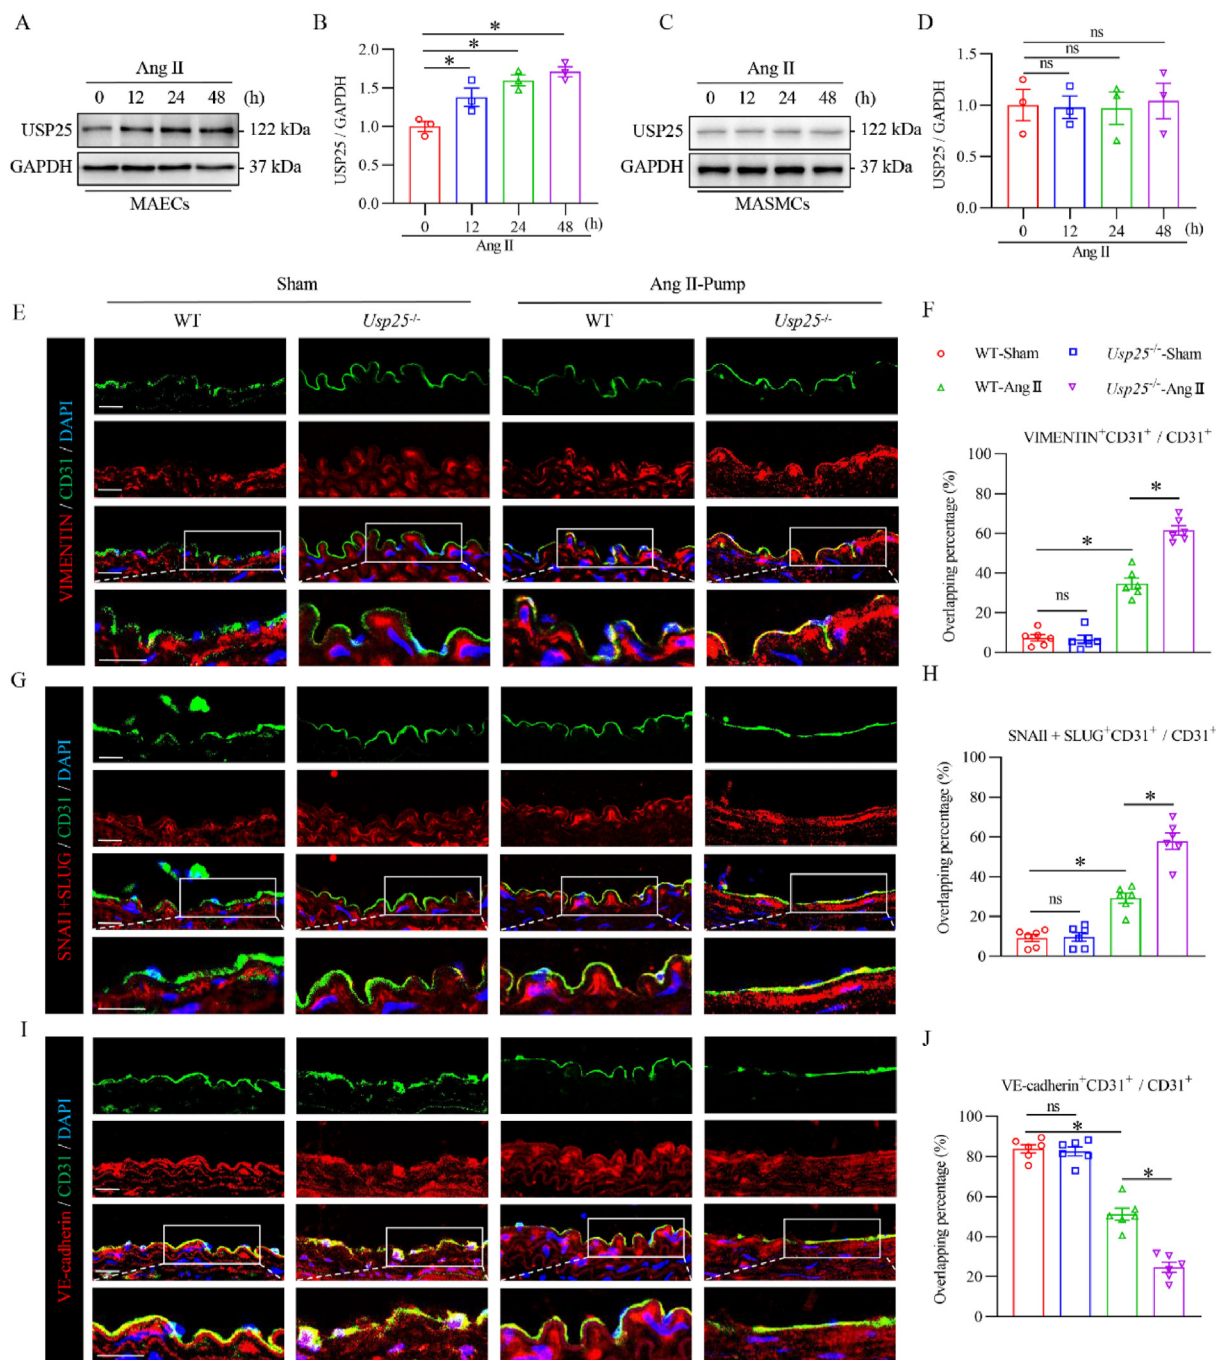 A
Ang II
0 12 24 48 (h)
USP25
122 kDa
GAPDH
37 kDa
MAECs
B
USP25 / GAPDH
2.0
1.5
1.0
0.5
0.0
*
*
*
0 12 24 48 (h)
Ang II
C
Ang II
0 12 24 48 (h)
USP25
122 kDa
GAPDH
37 kDa
MASMCs
D
USP25 / GAPDH
1.5
1.0
0.5
0.0
ns
ns
ns
0 12 24 48 (h)
Ang II
Sham Ang II-Pump
WT Usp25-/- WT Usp25-/-
E
VIMENTIN / CD31 / DAPI
F
WT-Sham Usp25-/--Sham
WT-Ang II Usp25-/--Ang II
VIMENTIN+CD31+ / CD31+
Overlapping percentage (%)
100
80
60
40
20
0
ns
*
*
G
SNAI1+SLUG / CD31 / DAPI
H
SNAI1 + SLUG+CD31+ / CD31+
Overlapping percentage (%)
100
80
60
40
20
0
ns
*
*
I
VE-cadherin / CD31 / DAPI
J
VE-cadherin+CD31+ / CD31+
Overlapping percentage (%)
100
80
60
40
20
0
ns
*
*